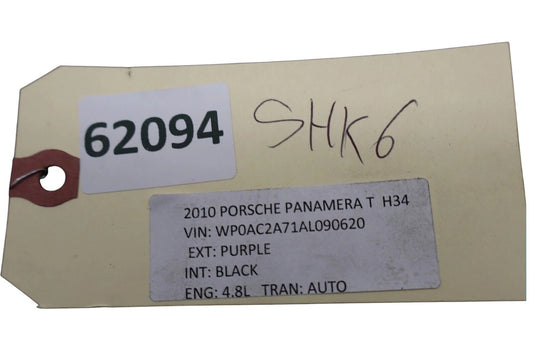 62094
SHK6
2010 PORSCHE PANAMERA T H34
VIN: WP0AC2A71AL090620
EXT: PURPLE
INT: BLACK
ENG: 4.8L TRAN: AUTO